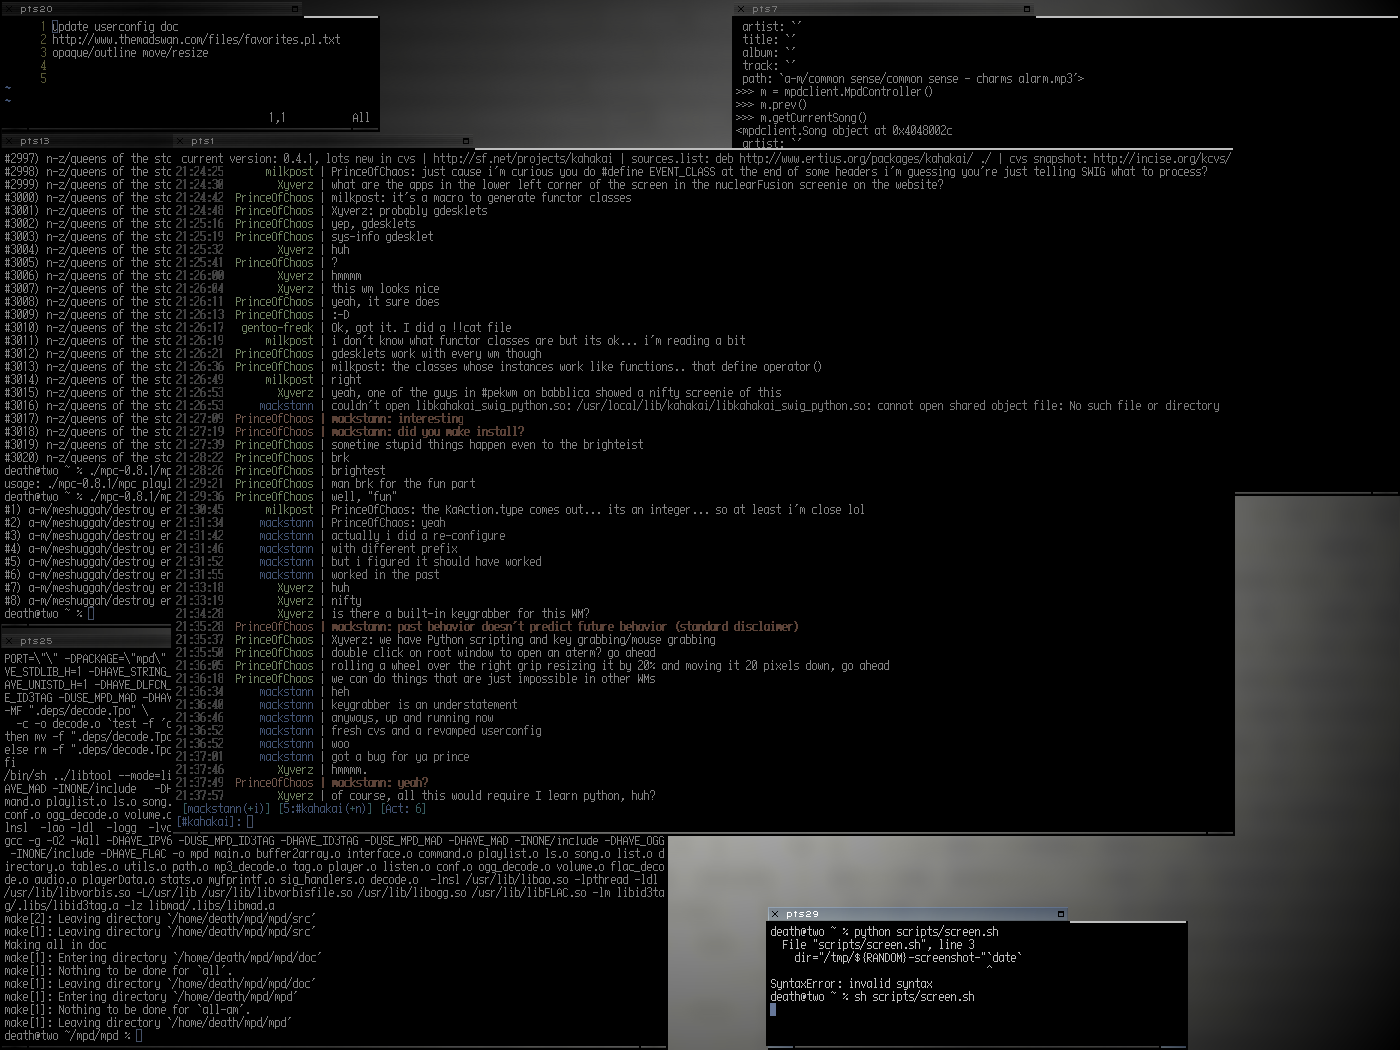 pts20
1 update userconfig doc
2 http://www.themadswan.com/files/favorites.pl.txt
3 opaque/outline move/resize
4
5
~
~
1,1 All
pts7
artist: `´
title: `´
album: `´
track: `´
path: `a-m/common sense/common sense - charms alarm.mp3´>
>>> m = mpdclient.MpdController()
>>> m.prev()
>>> m.getCurrentSong()
<mpdclient.Song object at 0x4048002c
artist: `´
pts13
#2997) n-z/queens of the sto
#2998) n-z/queens of the sto
#2999) n-z/queens of the sto
#3000) n-z/queens of the sto
#3001) n-z/queens of the sto
#3002) n-z/queens of the sto
#3003) n-z/queens of the sto
#3004) n-z/queens of the sto
#3005) n-z/queens of the sto
#3006) n-z/queens of the sto
#3007) n-z/queens of the sto
#3008) n-z/queens of the sto
#3009) n-z/queens of the sto
#3010) n-z/queens of the sto
#3011) n-z/queens of the sto
#3012) n-z/queens of the sto
#3013) n-z/queens of the sto
#3014) n-z/queens of the sto
#3015) n-z/queens of the sto
#3016) n-z/queens of the sto
#3017) n-z/queens of the sto
#3018) n-z/queens of the sto
#3019) n-z/queens of the sto
#3020) n-z/queens of the sto
death@two ~ % ./mpc-0.8.1/mp
usage: ./mpc-0.8.1/mpc playl
death@two ~ % ./mpc-0.8.1/mp
#1) a-m/meshuggah/destroy er
#2) a-m/meshuggah/destroy er
#3) a-m/meshuggah/destroy er
#4) a-m/meshuggah/destroy er
#5) a-m/meshuggah/destroy er
#6) a-m/meshuggah/destroy er
#7) a-m/meshuggah/destroy er
#8) a-m/meshuggah/destroy er
death@two ~ %
pts1
current version: 0.4.1, lots new in cvs | http://sf.net/projects/kahakai | sources.list: deb http://www.ertius.org/packages/kahakai/ ./ | cvs snapshot: http://incise.org/kcvs/
21:24:25 milkpost | PrinceOfChaos: just cause i´m curious you do #define EVENT_CLASS at the end of some headers i´m guessing you´re just telling SWIG what to process?
21:24:30 Xyverz | what are the apps in the lower left corner of the screen in the nuclearFusion screenie on the website?
21:24:42 PrinceOfChaos | milkpost: it´s a macro to generate functor classes
21:24:48 PrinceOfChaos | Xyverz: probably gdesklets
21:25:16 PrinceOfChaos | yep, gdesklets
21:25:19 PrinceOfChaos | sys-info gdesklet
21:25:32 Xyverz | huh
21:25:41 PrinceOfChaos | ?
21:26:00 Xyverz | hmmmm
21:26:04 Xyverz | this wm looks nice
21:26:11 PrinceOfChaos | yeah, it sure does
21:26:13 PrinceOfChaos | :-D
21:26:17 gentoo-freak | Ok, got it. I did a !!cat file
21:26:19 milkpost | i don´t know what functor classes are but its ok... i´m reading a bit
21:26:21 PrinceOfChaos | gdesklets work with every wm though
21:26:36 PrinceOfChaos | milkpost: the classes whose instances work like functions.. that define operator()
21:26:49 milkpost | right
21:26:53 Xyverz | yeah, one of the guys in #pekwm on babblica showed a nifty screenie of this
21:26:53 mackstann | couldn´t open libkahakai_swig_python.so: /usr/local/lib/kahakai/libkahakai_swig_python.so: cannot open shared object file: No such file or directory
21:27:09 PrinceOfChaos | mackstann: interesting
21:27:19 PrinceOfChaos | mackstann: did you make install?
21:27:39 PrinceOfChaos | sometime stupid things happen even to the brighteist
21:28:22 PrinceOfChaos | brk
21:28:26 PrinceOfChaos | brightest
21:29:21 PrinceOfChaos | man brk for the fun part
21:29:36 PrinceOfChaos | well, "fun"
21:30:45 milkpost | PrinceOfChaos: the KaAction.type comes out... its an integer... so at least i´m close lol
21:31:34 mackstann | PrinceOfChaos: yeah
21:31:42 mackstann | actually i did a re-configure
21:31:46 mackstann | with different prefix
21:31:52 mackstann | but i figured it should have worked
21:31:55 mackstann | worked in the past
21:33:18 Xyverz | huh
21:33:19 Xyverz | nifty
21:34:28 Xyverz | is there a built-in keygrabber for this WM?
21:35:28 PrinceOfChaos | mackstann: past behavior doesn´t predict future behavior (standard disclaimer)
21:35:37 PrinceOfChaos | Xyverz: we have Python scripting and key grabbing/mouse grabbing
21:35:50 PrinceOfChaos | double click on root window to open an aterm? go ahead
21:36:05 PrinceOfChaos | rolling a wheel over the right grip resizing it by 20% and moving it 20 pixels down, go ahead
21:36:18 PrinceOfChaos | we can do things that are just impossible in other WMs
21:36:34 mackstann | heh
21:36:40 mackstann | keygrabber is an understatement
21:36:46 mackstann | anyways, up and running now
21:36:52 mackstann | fresh cvs and a revamped userconfig
21:36:52 mackstann | woo
21:37:01 mackstann | got a bug for ya prince
21:37:46 Xyverz | hmmmm.
21:37:49 PrinceOfChaos | mackstann: yeah?
21:37:57 Xyverz | of course, all this would require I learn python, huh?
[mackstann(+i)] [5:#kahakai(+n)] [Act: 6]
[#kahakai]:
pts25
PORT=\"\" -DPACKAGE=\"mpd\"
VE_STDLIB_H=1 -DHAVE_STRING_
AVE_UNISTD_H=1 -DHAVE_DLFCN_
E_ID3TAG -DUSE_MPD_MAD -DHAV
-MF ".deps/decode.Tpo" \
-c -o decode.o `test -f ´d
then mv -f ".deps/decode.Tpo
else rm -f ".deps/decode.Tpo
fi
/bin/sh ../libtool --mode=li
AVE_MAD -INONE/include -DH
mand.o playlist.o ls.o song.
conf.o ogg_decode.o volume.o
lnsl -lao -ldl -logg -lvo
gcc -g -O2 -Wall -DHAVE_IPV6 -DUSE_MPD_ID3TAG -DHAVE_ID3TAG -DUSE_MPD_MAD -DHAVE_MAD -INONE/include -DHAVE_OGG
-INONE/include -DHAVE_FLAC -o mpd main.o buffer2array.o interface.o command.o playlist.o ls.o song.o list.o d
irectory.o tables.o utils.o path.o mp3_decode.o tag.o player.o listen.o conf.o ogg_decode.o volume.o flac_deco
de.o audio.o playerData.o stats.o myfprintf.o sig_handlers.o decode.o -lnsl /usr/lib/libao.so -lpthread -ldl
/usr/lib/libvorbis.so -L/usr/lib /usr/lib/libvorbisfile.so /usr/lib/libogg.so /usr/lib/libFLAC.so -lm libid3ta
g/.libs/libid3tag.a -lz libmad/.libs/libmad.a
make[2]: Leaving directory `/home/death/mpd/mpd/src´
make[1]: Leaving directory `/home/death/mpd/mpd/src´
Making all in doc
make[1]: Entering directory `/home/death/mpd/mpd/doc´
make[1]: Nothing to be done for `all´.
make[1]: Leaving directory `/home/death/mpd/mpd/doc´
make[1]: Entering directory `/home/death/mpd/mpd´
make[1]: Nothing to be done for `all-am´.
make[1]: Leaving directory `/home/death/mpd/mpd´
death@two ~/mpd/mpd %
pts29
death@two ~ % python scripts/screen.sh
File "scripts/screen.sh", line 3
dir="/tmp/${RANDOM}-screenshot-"`date`
^
SyntaxError: invalid syntax
death@two ~ % sh scripts/screen.sh